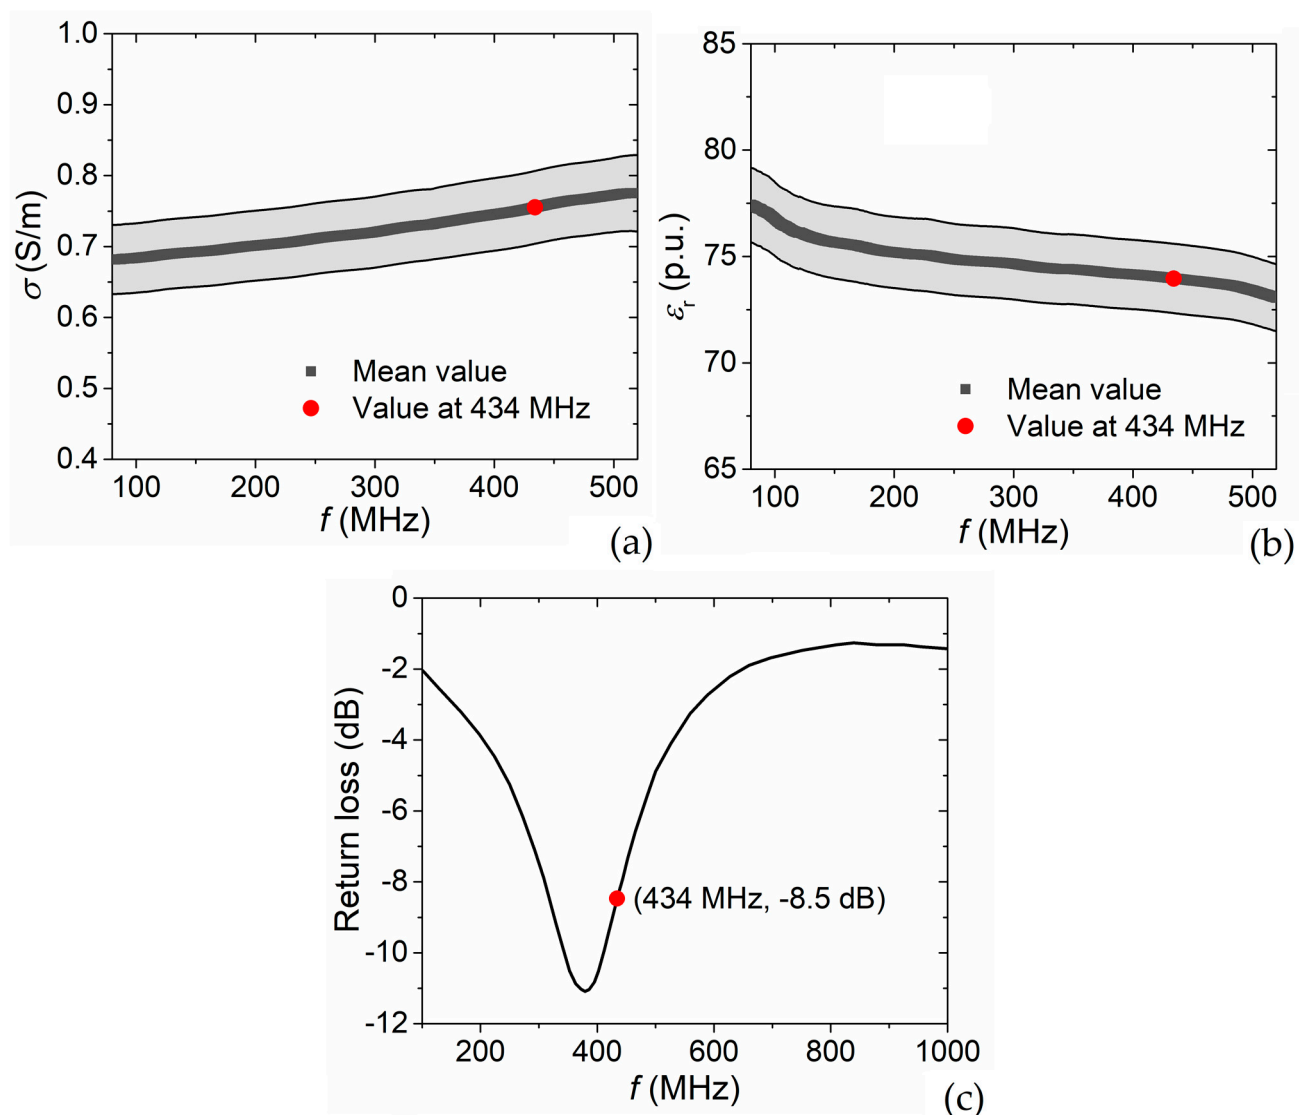 1.0
0.9
0.8
0.7
0.6
0.5
0.4
σ (S/m)
Mean value
Value at 434 MHz
100 200 300 400 500
f (MHz)
(a)
85
80
75
70
65
εr (p.u.)
Mean value
Value at 434 MHz
100 200 300 400 500
f (MHz)
(b)
0
-2
-4
-6
-8
-10
-12
Return loss (dB)
(434 MHz, -8.5 dB)
200 400 600 800 1000
f (MHz)
(c)